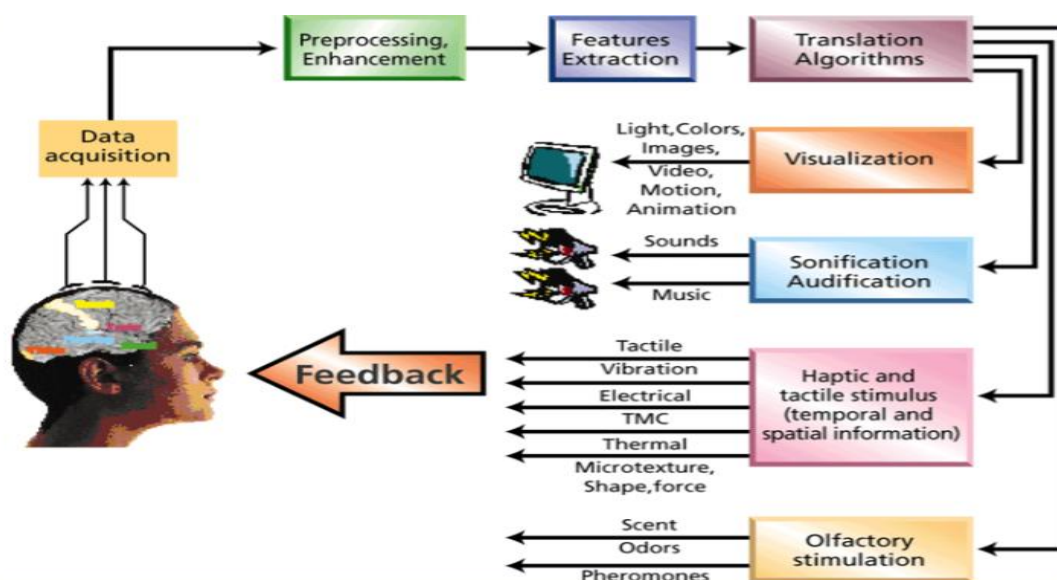 Preprocessing,
Enhancement
Features
Extraction
Translation
Algorithms
Data
acquisition
Light,Colors,
Images,
Video,
Motion,
Animation
Visualization
Sounds
Music
Sonification
Audification
Feedback
Tactile
Vibration
Electrical
TMC
Thermal
Microtexture,
Shape,force
Haptic and
tactile stimulus
(temporal and
spatial information)
Scent
Odors
Pheromones
Olfactory
stimulation